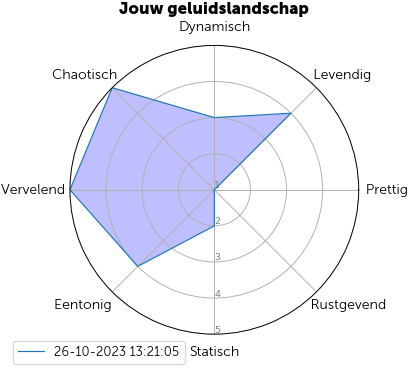 Jouw geluidslandschap
Dynamisch
Chaotisch
Levendig
Vervelend
1
Prettig
2
3
Eentonig
4
Rustgevend
5
26-10-2023 13:21:05
Statisch